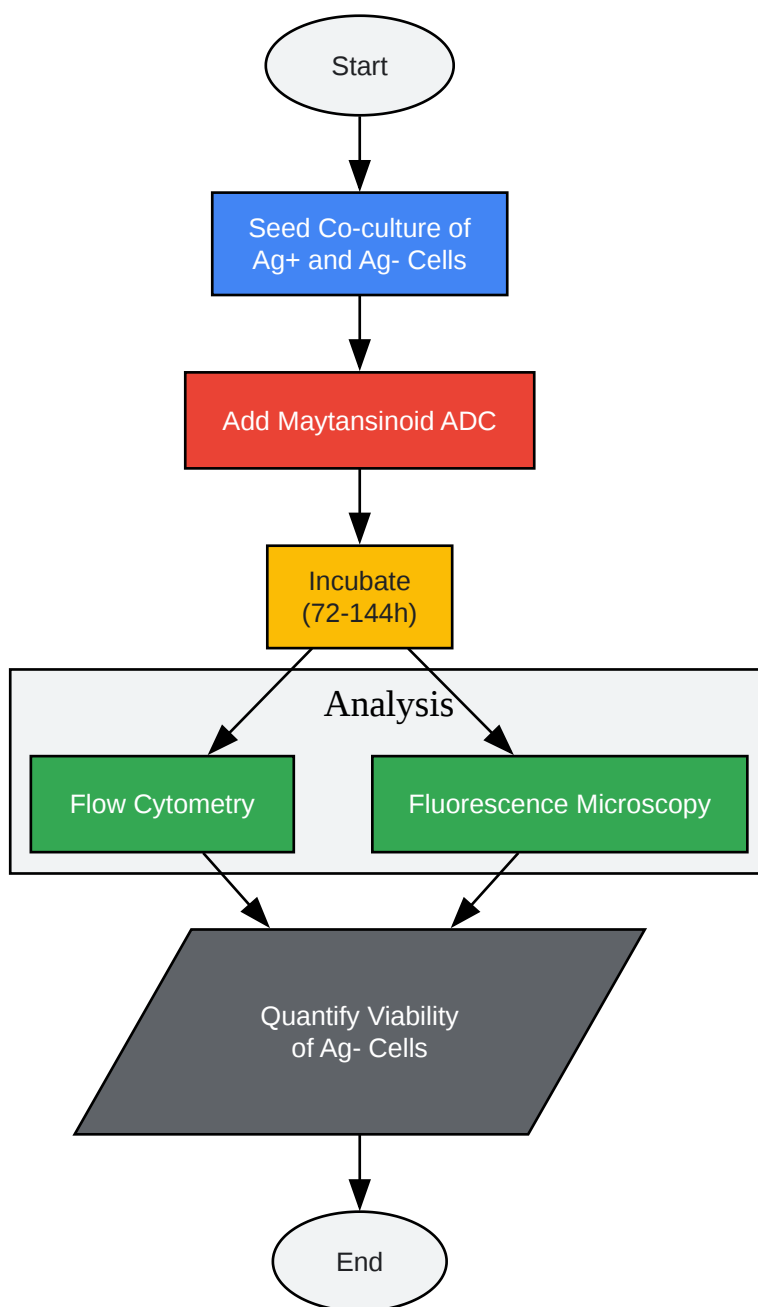 Start
Seed Co-culture of
Ag+ and Ag- Cells
Add Maytansinoid ADC
Incubate
(72-144h)
Analysis
Flow Cytometry
Fluorescence Microscopy
Quantify Viability
of Ag- Cells
End